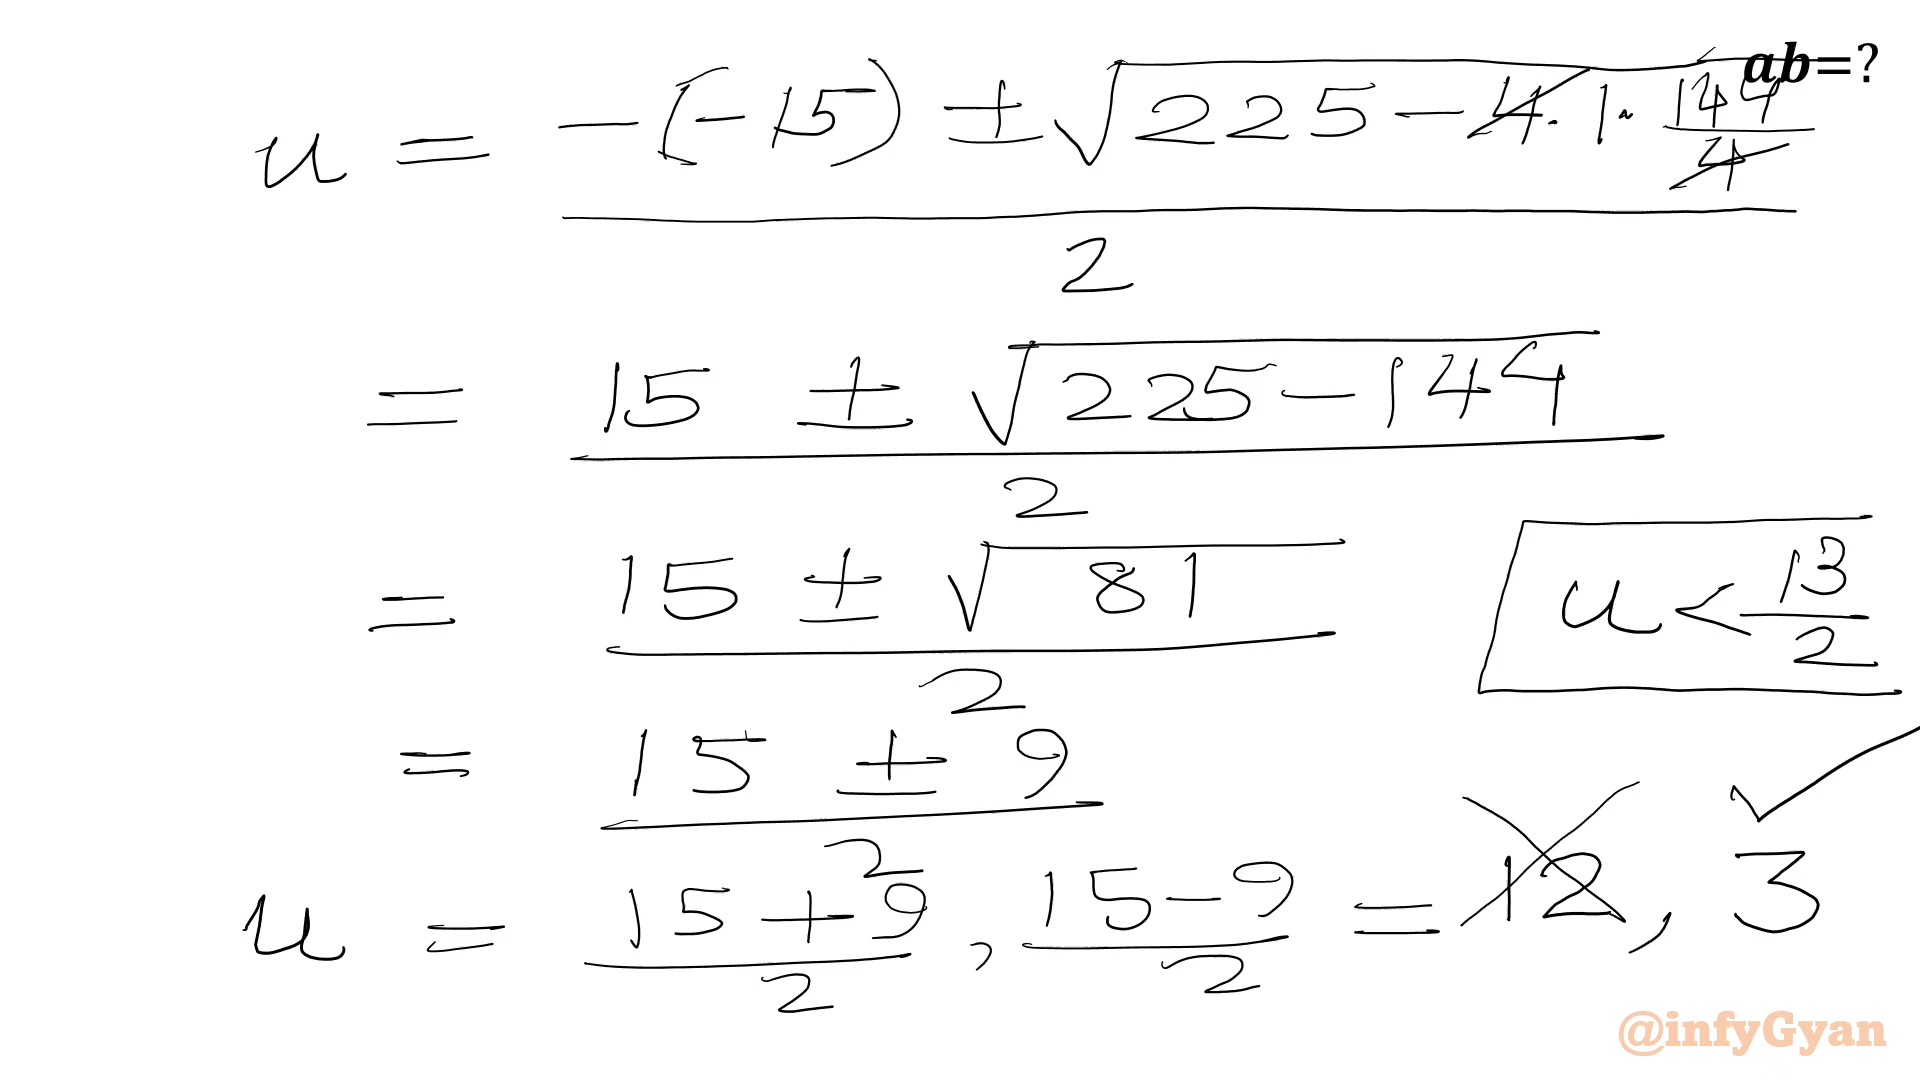 ab=?
u = -(-15) ± √225 - 4 · 1 · 144/4
2
= 15 ± √225 - 144
2
= 15 ± √81
2
u < 13/2
= 15 ± 9
2
u = 15+9/2 , 15-9/2 = 12, 3
@infyGyan